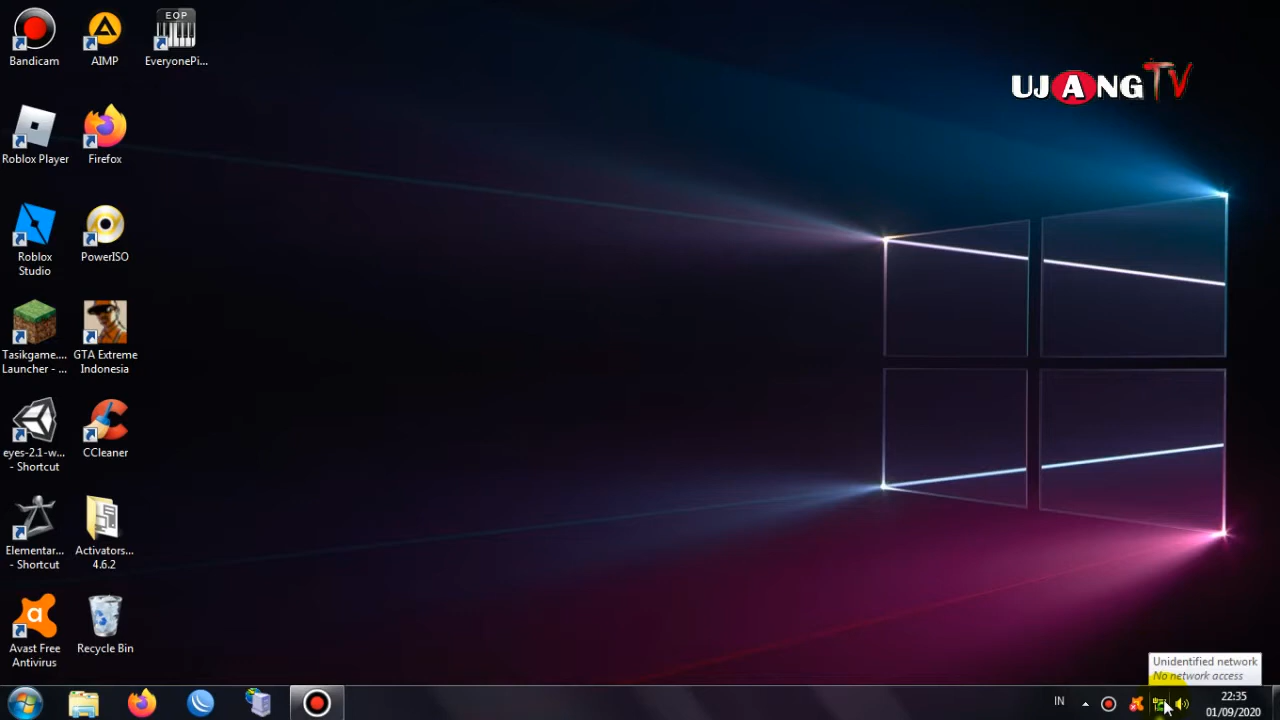 Bandicam
AIMP
EOP
EveryonePi...
UJANGTV
Roblox Player
Firefox
Roblox
Studio
PowerISO
Tasikgame....
Launcher - ...
GTA Extreme
Indonesia
eyes-2.1-w...
- Shortcut
CCleaner
Elementar...
- Shortcut
Activators...
4.6.2
Avast Free
Antivirus
Recycle Bin
Unidentified network
No network access
IN
22:35
01/09/2020